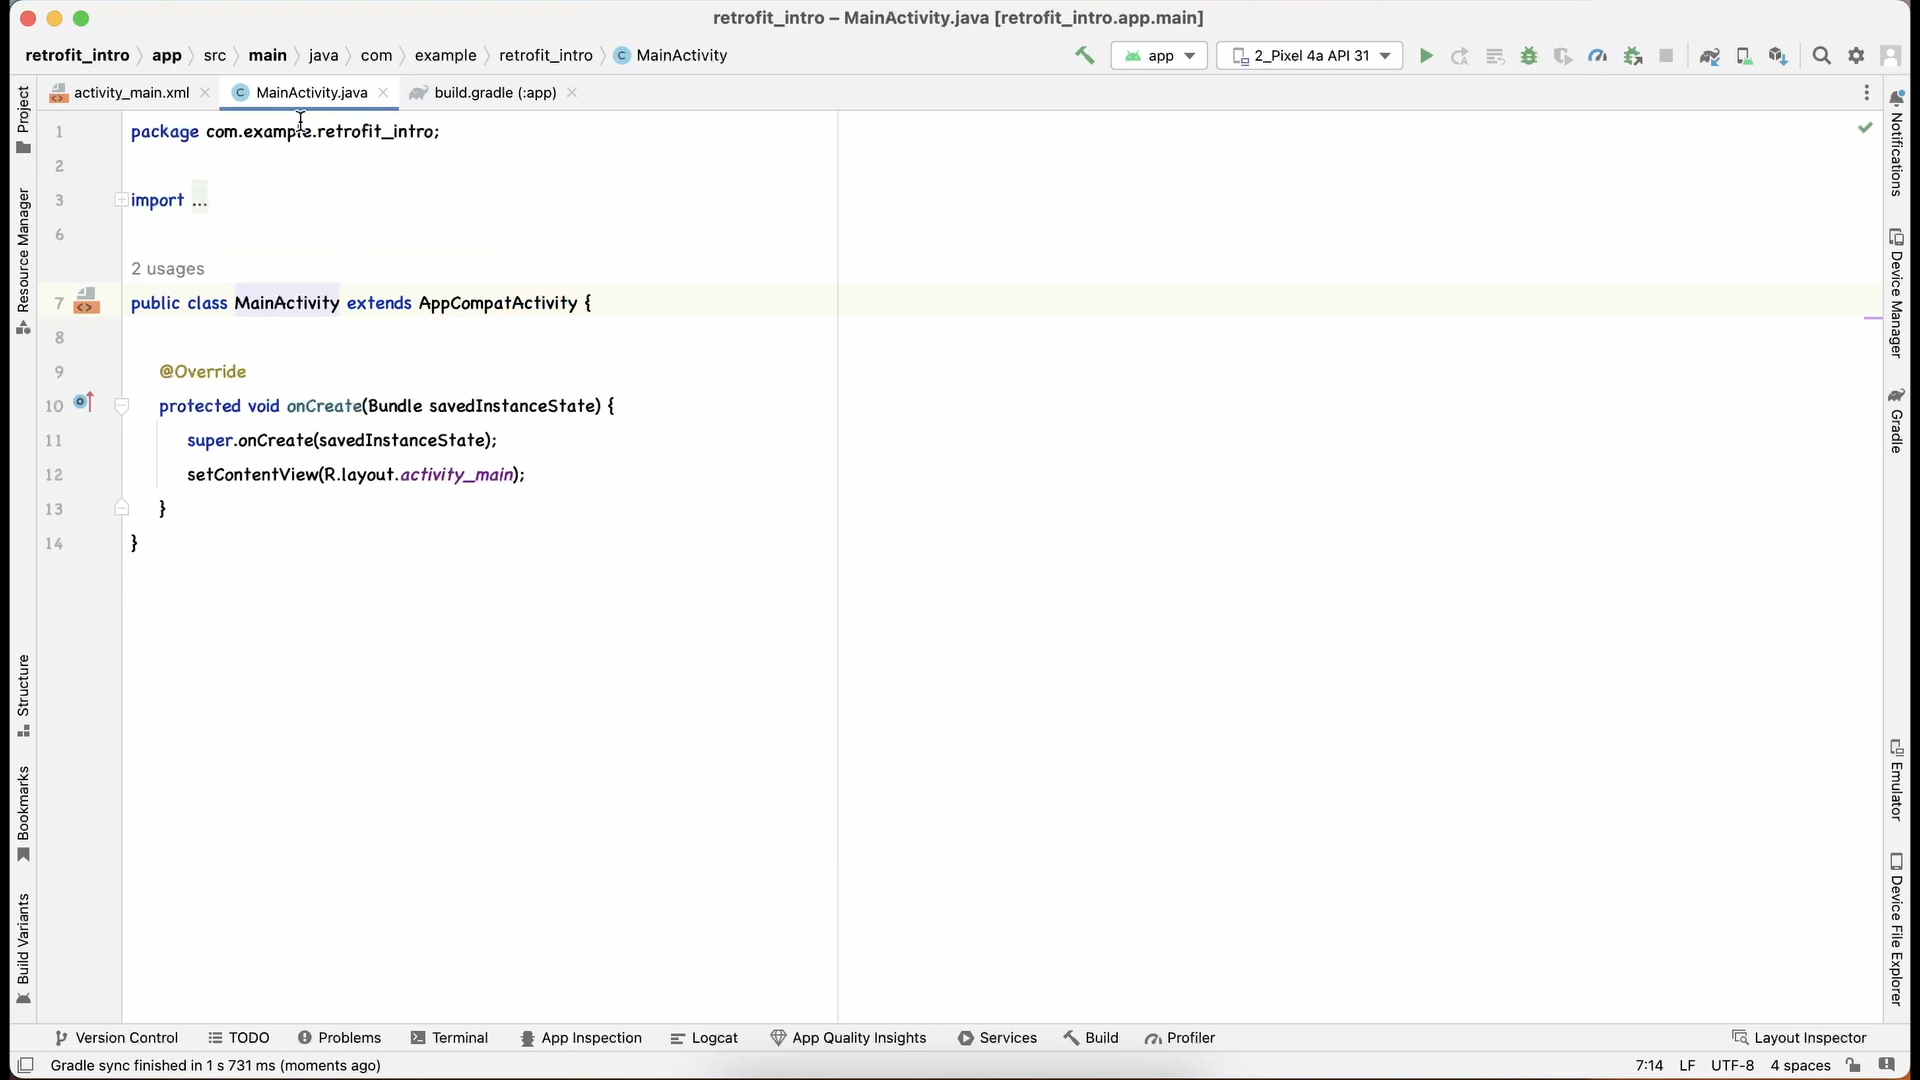 retrofit_intro – MainActivity.java [retrofit_intro.app.main]
retrofit_intro app src main java com example retrofit_intro C MainActivity app 2_Pixel 4a API 31
activity_main.xml C MainActivity.java build.gradle (:app)
1 package com.example.retrofit_intro;
2
3 import ...
6
2 usages
7 public class MainActivity extends AppCompatActivity {
8
9 @Override
10 protected void onCreate(Bundle savedInstanceState) {
11 super.onCreate(savedInstanceState);
12 setContentView(R.layout.activity_main);
13 }
14 }
Project
Resource Manager
Structure
Bookmarks
Build Variants
Notifications
Device Manager
Gradle
Emulator
Device File Explorer
Version Control TODO Problems Terminal App Inspection Logcat App Quality Insights Services Build Profiler Layout Inspector
Gradle sync finished in 1 s 731 ms (moments ago) 7:14 LF UTF-8 4 spaces